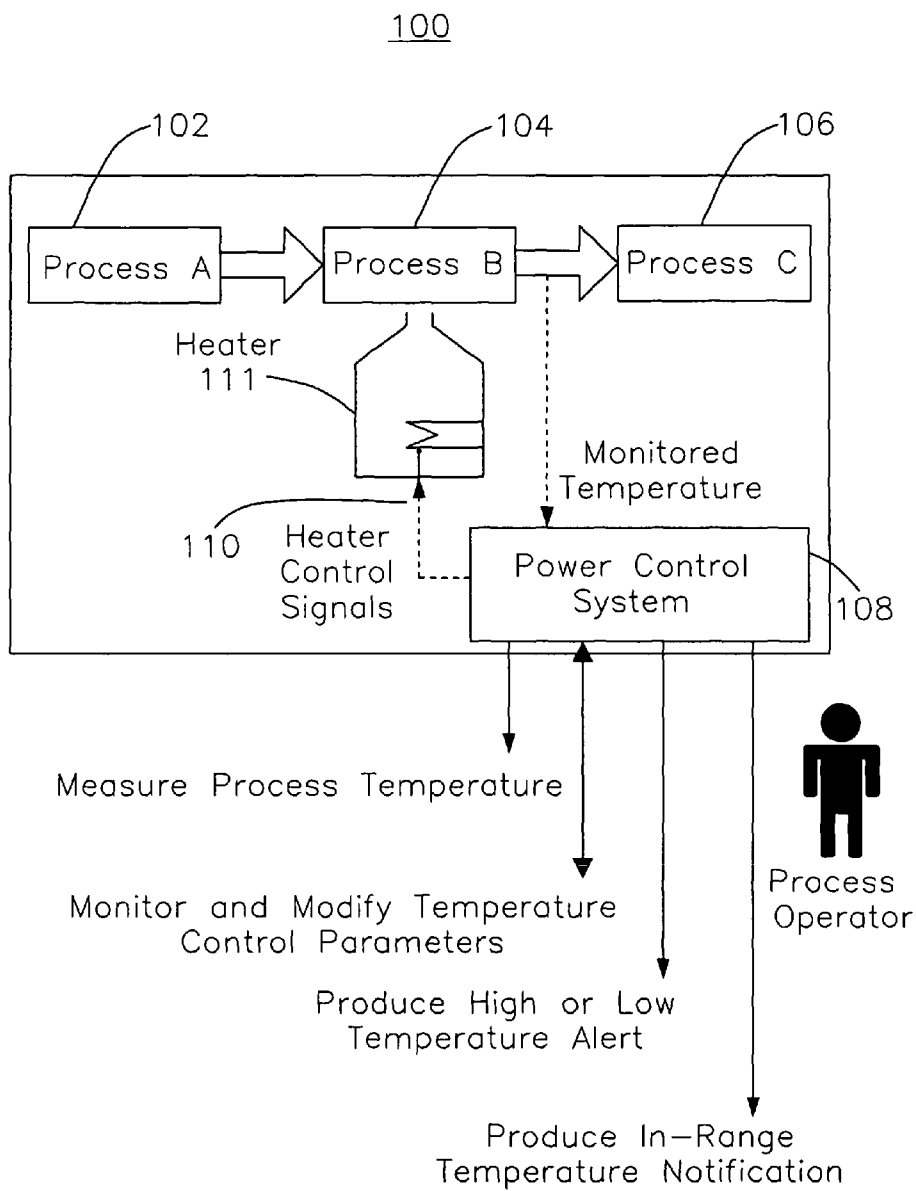 100
102
104
106
Process A
Process B
Process C
Heater
111
Monitored
Temperature
110
Heater
Control
Signals
Power Control
System
108
Measure Process Temperature
Process
Operator
Monitor and Modify Temperature
Control Parameters
Produce High or Low
Temperature Alert
Produce In-Range
Temperature Notification